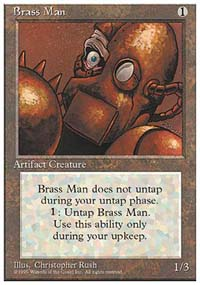 Brass Man 1
Artifact Creature
Brass Man does not untap
during your untap phase.
1: Untap Brass Man.
Use this ability only
during your upkeep.
Illus. Christopher Rush 1/3
© 1995 Wizards of the Coast, Inc. All rights reserved.